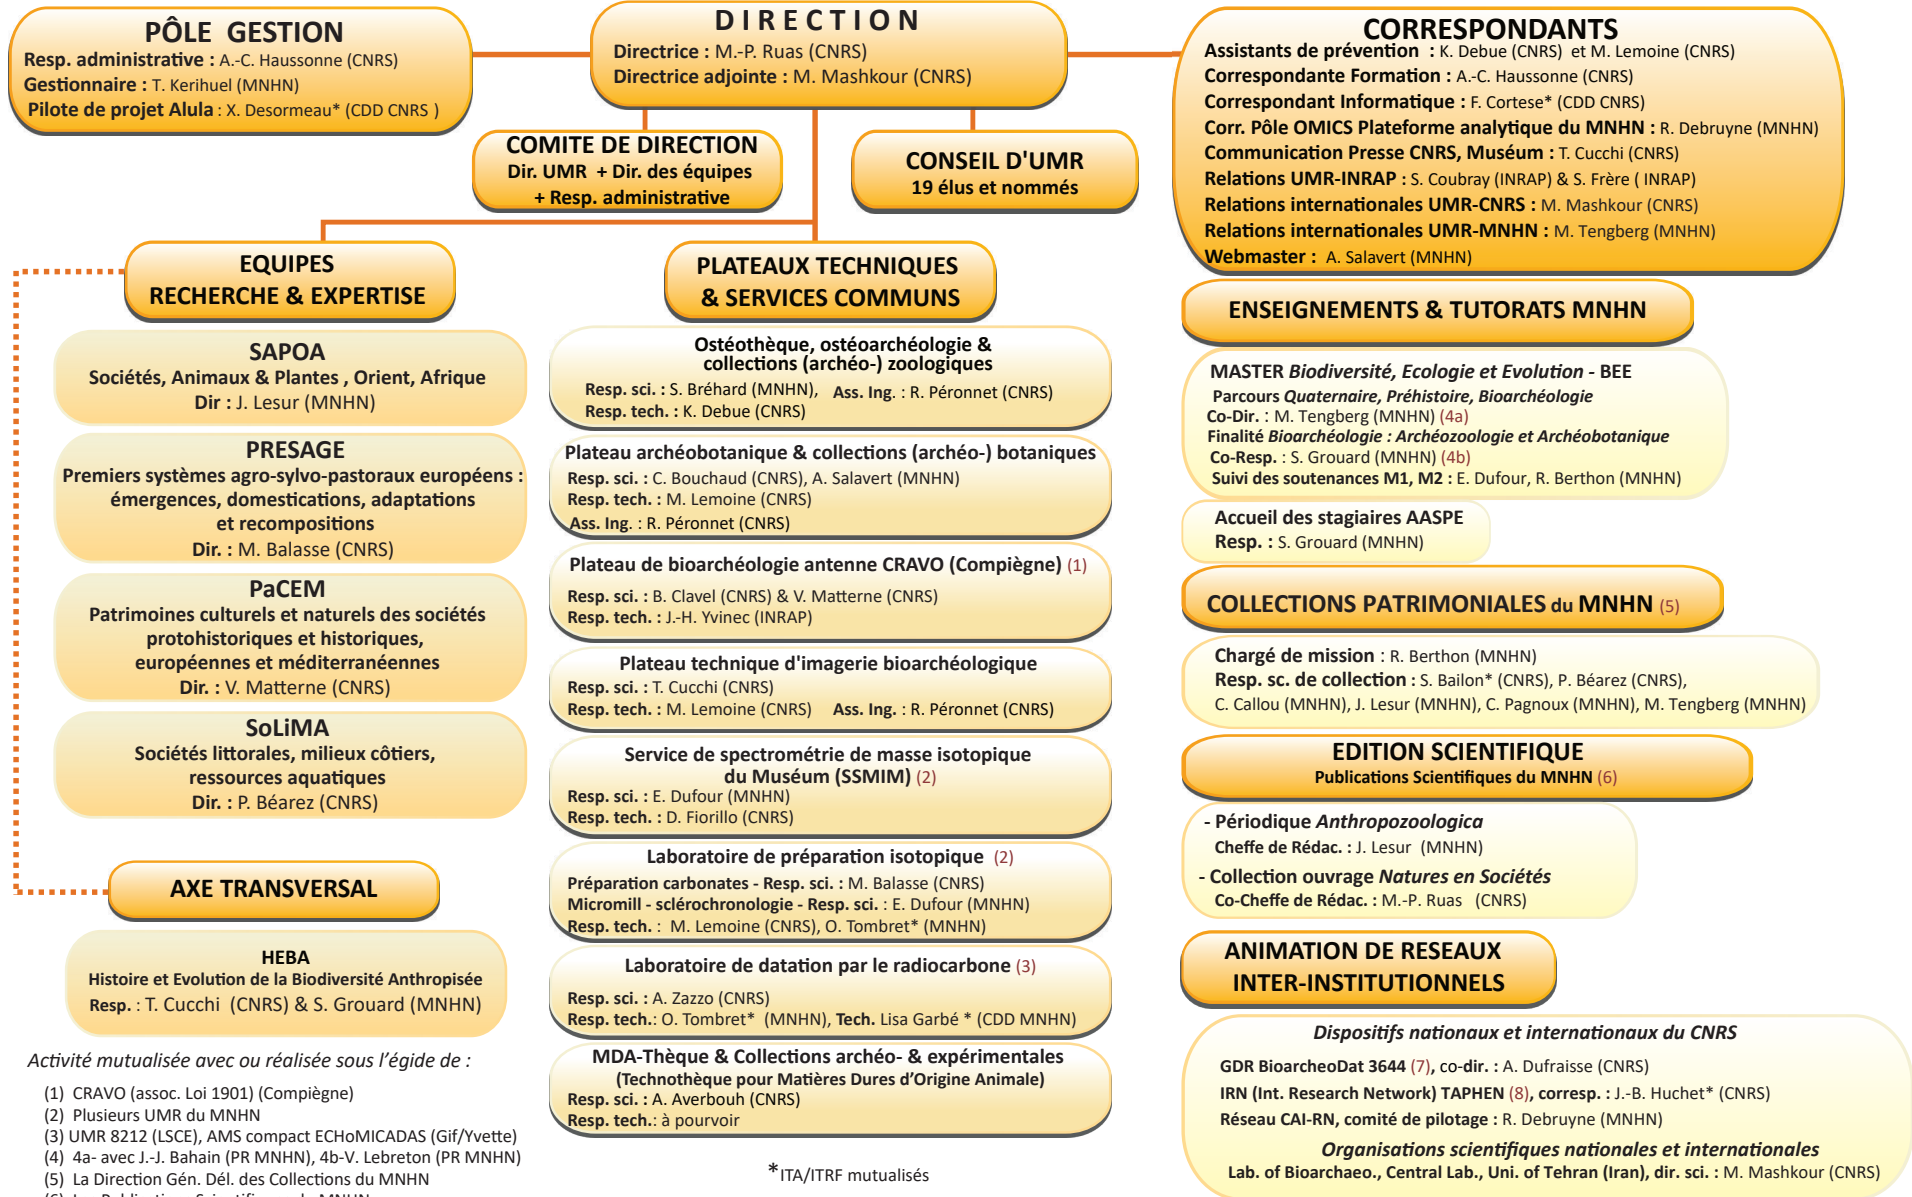 PÔLE GESTION
Resp. administrative : A.-C. Haussonne (CNRS)
Gestionnaire : T. Kerihuel (MNHN)
Pilote de projet Alula : X. Desormeau* (CDD CNRS )
DIRECTION
Directrice : M.-P. Ruas (CNRS)
Directrice adjointe : M. Mashkour (CNRS)
COMITE DE DIRECTION
Dir. UMR + Dir. des équipes
+ Resp. administrative
CONSEIL D'UMR
19 élus et nommés
CORRESPONDANTS
Assistants de prévention : K. Debue (CNRS) et M. Lemoine (CNRS)
Correspondante Formation : A.-C. Haussonne (CNRS)
Correspondant Informatique : F. Cortese* (CDD CNRS)
Corr. Pôle OMICS Plateforme analytique du MNHN : R. Debruyne (MNHN)
Communication Presse CNRS, Muséum : T. Cucchi (CNRS)
Relations UMR-INRAP : S. Coubray (INRAP) & S. Frère ( INRAP)
Relations internationales UMR-CNRS : M. Mashkour (CNRS)
Relations internationales UMR-MNHN : M. Tengberg (MNHN)
Webmaster : A. Salavert (MNHN)
EQUIPES
RECHERCHE & EXPERTISE
SAPOA
Sociétés, Animaux & Plantes , Orient, Afrique
Dir : J. Lesur (MNHN)
PRESAGE
Premiers systèmes agro-sylvo-pastoraux européens :
émergences, domestications, adaptations
et recompositions
Dir. : M. Balasse (CNRS)
PaCEM
Patrimoines culturels et naturels des sociétés
protohistoriques et historiques,
européennes et méditerranéennes
Dir. : V. Matterne (CNRS)
SoLiMA
Sociétés littorales, milieux côtiers,
ressources aquatiques
Dir. : P. Béarez (CNRS)
AXE TRANSVERSAL
HEBA
Histoire et Evolution de la Biodiversité Anthropisée
Resp. : T. Cucchi (CNRS) & S. Grouard (MNHN)
Activité mutualisée avec ou réalisée sous l'égide de :
(1) CRAVO (assoc. Loi 1901) (Compiègne)
(2) Plusieurs UMR du MNHN
(3) UMR 8212 (LSCE), AMS compact ECHoMICADAS (Gif/Yvette)
(4) 4a- avec J.-J. Bahain (PR MNHN), 4b-V. Lebreton (PR MNHN)
(5) La Direction Gén. Dél. des Collections du MNHN
PLATEAUX TECHNIQUES
& SERVICES COMMUNS
Ostéothèque, ostéoarchéologie &
collections (archéo-) zoologiques
Resp. sci. : S. Bréhard (MNHN), Ass. Ing. : R. Péronnet (CNRS)
Resp. tech. : K. Debue (CNRS)
Plateau archéobotanique & collections (archéo-) botaniques
Resp. sci. : C. Bouchaud (CNRS), A. Salavert (MNHN)
Resp. tech. : M. Lemoine (CNRS)
Ass. Ing. : R. Péronnet (CNRS)
Plateau de bioarchéologie antenne CRAVO (Compiègne) (1)
Resp. sci. : B. Clavel (CNRS) & V. Matterne (CNRS)
Resp. tech. : J.-H. Yvinec (INRAP)
Plateau technique d'imagerie bioarchéologique
Resp. sci. : T. Cucchi (CNRS)
Resp. tech. : M. Lemoine (CNRS) Ass. Ing. : R. Péronnet (CNRS)
Service de spectrométrie de masse isotopique
du Muséum (SSMIM) (2)
Resp. sci. : E. Dufour (MNHN)
Resp. tech. : D. Fiorillo (CNRS)
Laboratoire de préparation isotopique (2)
Préparation carbonates - Resp. sci. : M. Balasse (CNRS)
Micromill - sclérochronologie - Resp. sci. : E. Dufour (MNHN)
Resp. tech. : M. Lemoine (CNRS), O. Tombret* (MNHN)
Laboratoire de datation par le radiocarbone (3)
Resp. sci. : A. Zazzo (CNRS)
Resp. tech.: O. Tombret* (MNHN), Tech. Lisa Garbé * (CDD MNHN)
MDA-Thèque & Collections archéo- & expérimentales
(Technothèque pour Matières Dures d'Origine Animale)
Resp. sci. : A. Averbouh (CNRS)
Resp. tech.: à pourvoir
*ITA/ITRF mutualisés
ENSEIGNEMENTS & TUTORATS MNHN
MASTER Biodiversité, Ecologie et Evolution - BEE
Parcours Quaternaire, Préhistoire, Bioarchéologie
Co-Dir. : M. Tengberg (MNHN) (4a)
Finalité Bioarchéologie : Archéozoologie et Archéobotanique
Co-Resp. : S. Grouard (MNHN) (4b)
Suivi des soutenances M1, M2 : E. Dufour, R. Berthon (MNHN)
Accueil des stagiaires AASPE
Resp. : S. Grouard (MNHN)
COLLECTIONS PATRIMONIALES du MNHN (5)
Chargé de mission : R. Berthon (MNHN)
Resp. sc. de collection : S. Bailon* (CNRS), P. Béarez (CNRS),
C. Callou (MNHN), J. Lesur (MNHN), C. Pagnoux (MNHN), M. Tengberg (MNHN)
EDITION SCIENTIFIQUE
Publications Scientifiques du MNHN (6)
- Périodique Anthropozoologica
Cheffe de Rédac. : J. Lesur (MNHN)
- Collection ouvrage Natures en Sociétés
Co-Cheffe de Rédac. : M.-P. Ruas (CNRS)
ANIMATION DE RESEAUX
INTER-INSTITUTIONNELS
Dispositifs nationaux et internationaux du CNRS
GDR BioarcheoDat 3644 (7), co-dir. : A. Dufraisse (CNRS)
IRN (Int. Research Network) TAPHEN (8), corresp. : J.-B. Huchet* (CNRS)
Réseau CAI-RN, comité de pilotage : R. Debruyne (MNHN)
Organisations scientifiques nationales et internationales
Lab. of Bioarchaeo., Central Lab., Uni. of Tehran (Iran), dir. sci. : M. Mashkour (CNRS)